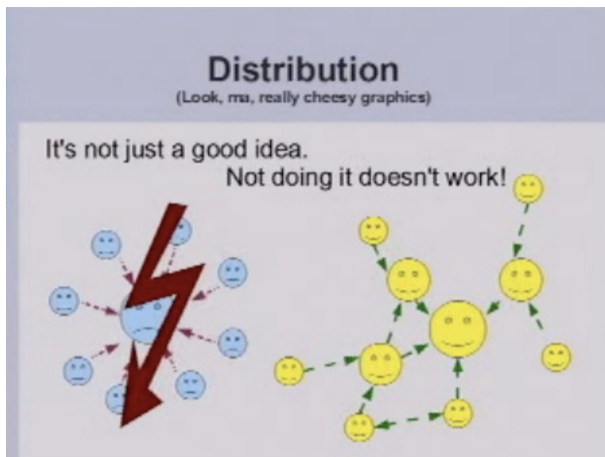 Distribution
(Look, ma, really cheesy graphics)
It's not just a good idea.
Not doing it doesn't work!